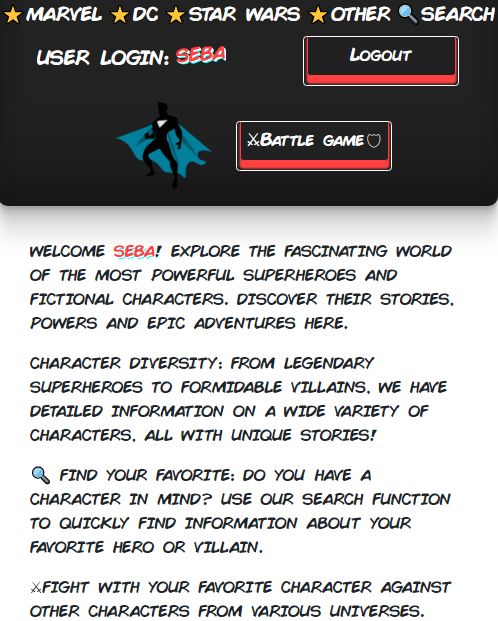 ⭐MARVEL ⭐DC ⭐STAR WARS ⭐OTHER 🔍SEARCH
USER LOGIN: SEBA
LOGOUT
⚔BATTLE GAME🛡
WELCOME SEBA! EXPLORE THE FASCINATING WORLD
OF THE MOST POWERFUL SUPERHEROES AND
FICTIONAL CHARACTERS. DISCOVER THEIR STORIES,
POWERS AND EPIC ADVENTURES HERE.
CHARACTER DIVERSITY: FROM LEGENDARY
SUPERHEROES TO FORMIDABLE VILLAINS, WE HAVE
DETAILED INFORMATION ON A WIDE VARIETY OF
CHARACTERS, ALL WITH UNIQUE STORIES!
🔍 FIND YOUR FAVORITE: DO YOU HAVE A
CHARACTER IN MIND? USE OUR SEARCH FUNCTION
TO QUICKLY FIND INFORMATION ABOUT YOUR
FAVORITE HERO OR VILLAIN.
⚔FIGHT WITH YOUR FAVORITE CHARACTER AGAINST
OTHER CHARACTERS FROM VARIOUS UNIVERSES.